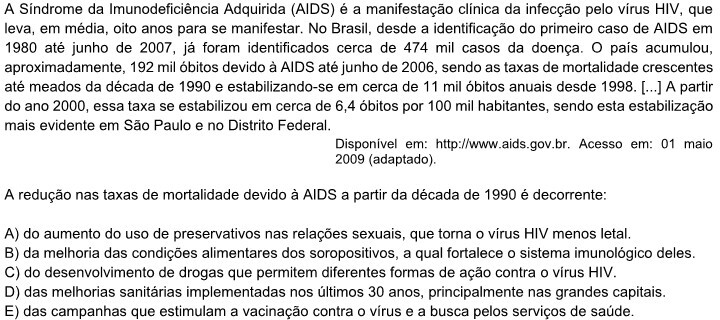 A Síndrome da Imunodeficiência Adquirida (AIDS) é a manifestação clínica da infecção pelo vírus HIV, que
leva, em média, oito anos para se manifestar. No Brasil, desde a identificação do primeiro caso de AIDS em
1980 até junho de 2007, já foram identificados cerca de 474 mil casos da doença. O país acumulou,
aproximadamente, 192 mil óbitos devido à AIDS até junho de 2006, sendo as taxas de mortalidade crescentes
até meados da década de 1990 e estabilizando-se em cerca de 11 mil óbitos anuais desde 1998. [...] A partir
do ano 2000, essa taxa se estabilizou em cerca de 6,4 óbitos por 100 mil habitantes, sendo esta estabilização
mais evidente em São Paulo e no Distrito Federal.
Disponível em: http://www.aids.gov.br. Acesso em: 01 maio
2009 (adaptado).
A redução nas taxas de mortalidade devido à AIDS a partir da década de 1990 é decorrente:
A) do aumento do uso de preservativos nas relações sexuais, que torna o vírus HIV menos letal.
B) da melhoria das condições alimentares dos soropositivos, a qual fortalece o sistema imunológico deles.
C) do desenvolvimento de drogas que permitem diferentes formas de ação contra o vírus HIV.
D) das melhorias sanitárias implementadas nos últimos 30 anos, principalmente nas grandes capitais.
E) das campanhas que estimulam a vacinação contra o vírus e a busca pelos serviços de saúde.